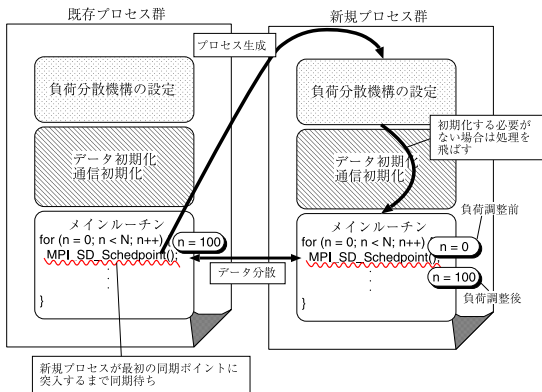 既存プロセス群
負荷分散機構の設定
データ初期化
通信初期化
メインルーチン
for (n = 0; n < N; n++) {
n = 100
MPI_SD_Schedpoint();
.
.
.
}
新規プロセスが最初の同期ポイントに
突入するまで同期待ち
プロセス生成
データ分散
新規プロセス群
負荷分散機構の設定
初期化する必要が
ない場合は処理を
飛ばす
データ初期化
通信初期化
メインルーチン
for (n = 0; n < N; n++)
n = 0
負荷調整前
MPI_SD_Schedpoint();
n = 100
負荷調整後
.
.
.
}